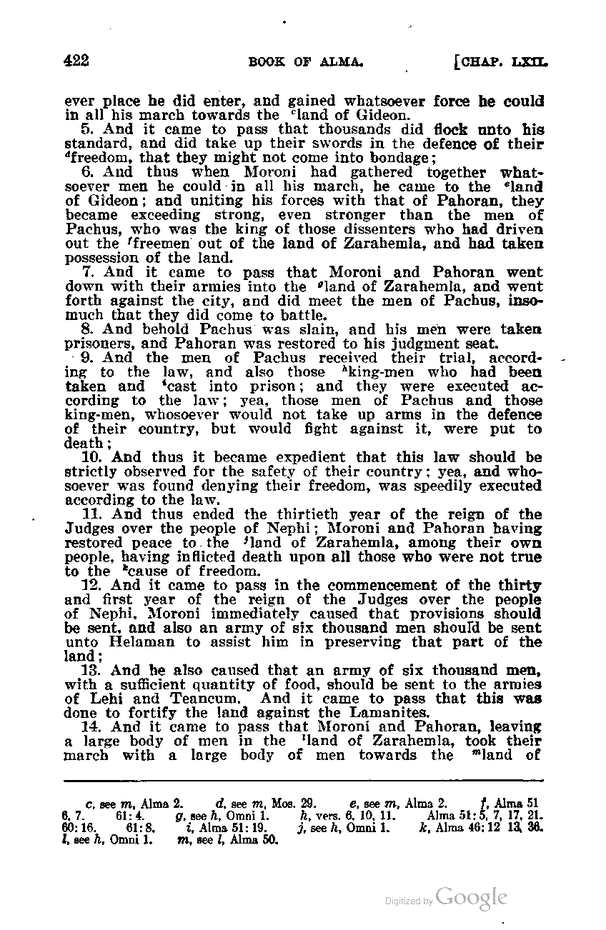 422 BOOK OF ALMA. [CHAP. LXII.
ever place he did enter, and gained whatsoever force he could
in all his march towards the cland of Gideon.
5. And it came to pass that thousands did flock unto his
standard, and did take up their swords in the defence of their
dfreedom, that they might not come into bondage;
6. And thus when Moroni had gathered together what-
soever men he could in all his march, he came to the eland
of Gideon; and uniting his forces with that of Pahoran, they
became exceeding strong, even stronger than the men of
Pachus, who was the king of those dissenters who had driven
out the ffreemen out of the land of Zarahemla, and had taken
possession of the land.
7. And it came to pass that Moroni and Pahoran went
down with their armies into the gland of Zarahemla, and went
forth against the city, and did meet the men of Pachus, inso-
much that they did come to battle.
8. And behold Pachus was slain, and his men were taken
prisoners, and Pahoran was restored to his judgment seat.
9. And the men of Pachus received their trial, accord-
ing to the law, and also those hking-men who had been
taken and icast into prison; and they were executed ac-
cording to the law; yea, those men of Pachus and those
king-men, whosoever would not take up arms in the defence
of their country, but would fight against it, were put to
death;
10. And thus it became expedient that this law should be
strictly observed for the safety of their country; yea, and who-
soever was found denying their freedom, was speedily executed
according to the law.
11. And thus ended the thirtieth year of the reign of the
Judges over the people of Nephi; Moroni and Pahoran having
restored peace to the jland of Zarahemla, among their own
people, having inflicted death upon all those who were not true
to the kcause of freedom.
12. And it came to pass in the commencement of the thirty
and first year of the reign of the Judges over the people
of Nephi, Moroni immediately caused that provisions should
be sent, and also an army of six thousand men should be sent
unto Helaman to assist him in preserving that part of the
land;
13. And he also caused that an army of six thousand men,
with a sufficient quantity of food, should be sent to the armies
of Lehi and Teancum. And it came to pass that this was
done to fortify the land against the Lamanites.
14. And it came to pass that Moroni and Pahoran, leaving
a large body of men in the lland of Zarahemla, took their
march with a large body of men towards the mland of
c, see m, Alma 2. d, see m, Mos. 29. e, see m, Alma 2. f, Alma 51
6, 7. 61:4. g, see h, Omni 1. h, vers. 6, 10, 11. Alma 51:5, 7, 17, 21.
60:16. 61:8. i, Alma 51:19. j, see h, Omni 1. k, Alma 46:12 13, 36.
l, see h, Omni 1. m, see l, Alma 50.
Digitized by Google